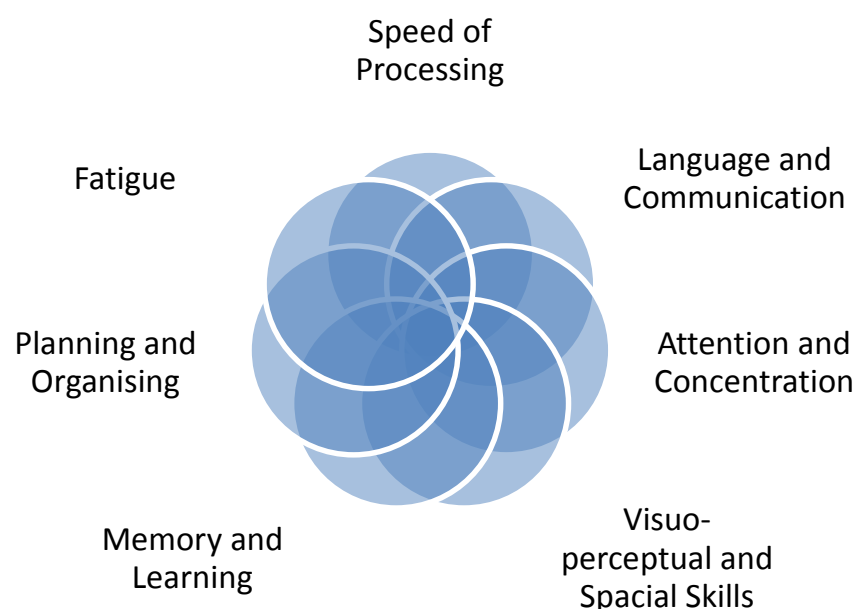 Speed of
Processing
Language and
Communication
Attention and
Concentration
Visuo-
perceptual and
Spacial Skills
Memory and
Learning
Planning and
Organising
Fatigue